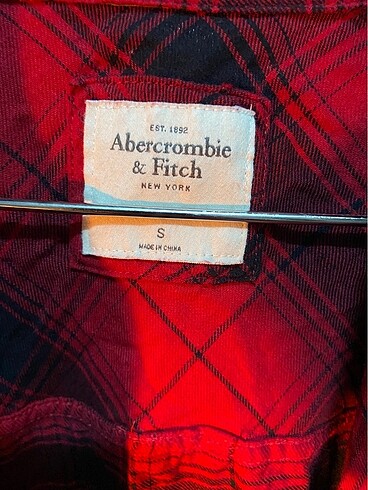 EST. 1892
Abercrombie
& Fitch
NEW YORK
S
MADE IN CHINA